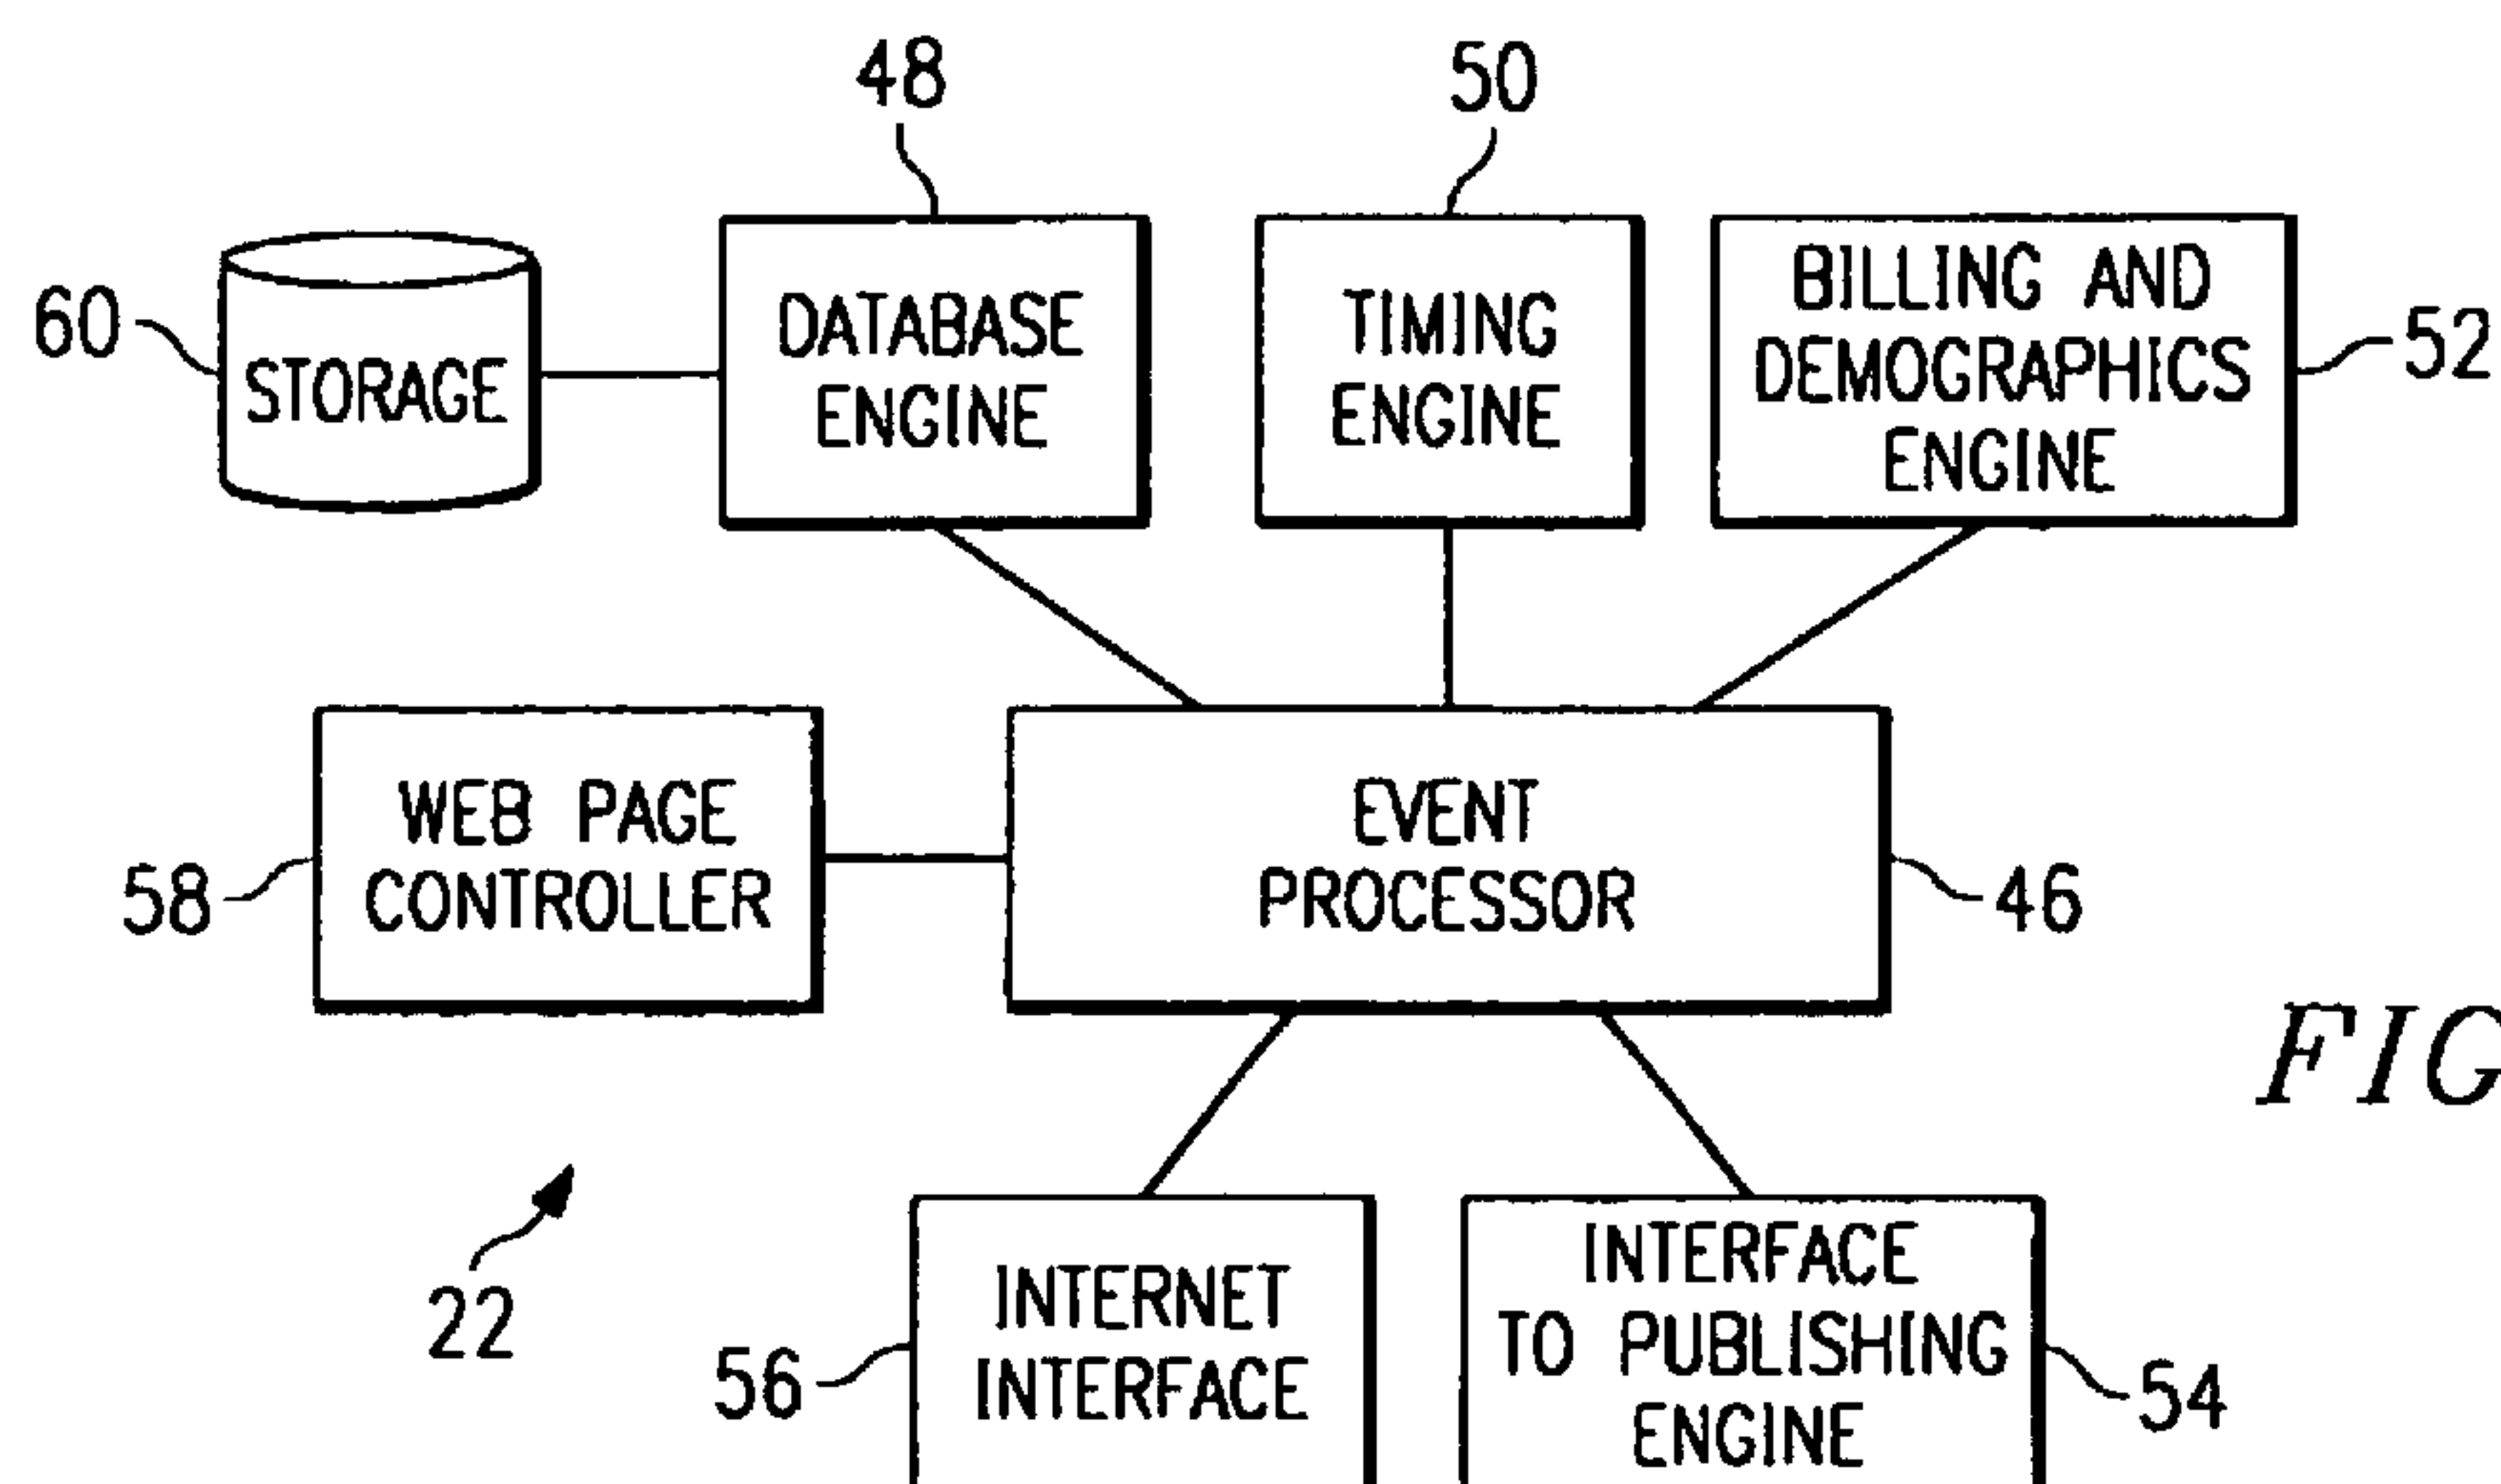 48
50
60
STORAGE
DATABASE
ENGINE
TIMING
ENGINE
BILLING AND
DEMOGRAPHICS
ENGINE
52
58
WEB PAGE
CONTROLLER
EVENT
PROCESSOR
46
FIG
22
56
INTERNET
INTERFACE
INTERFACE
TO PUBLISHING
ENGINE
54